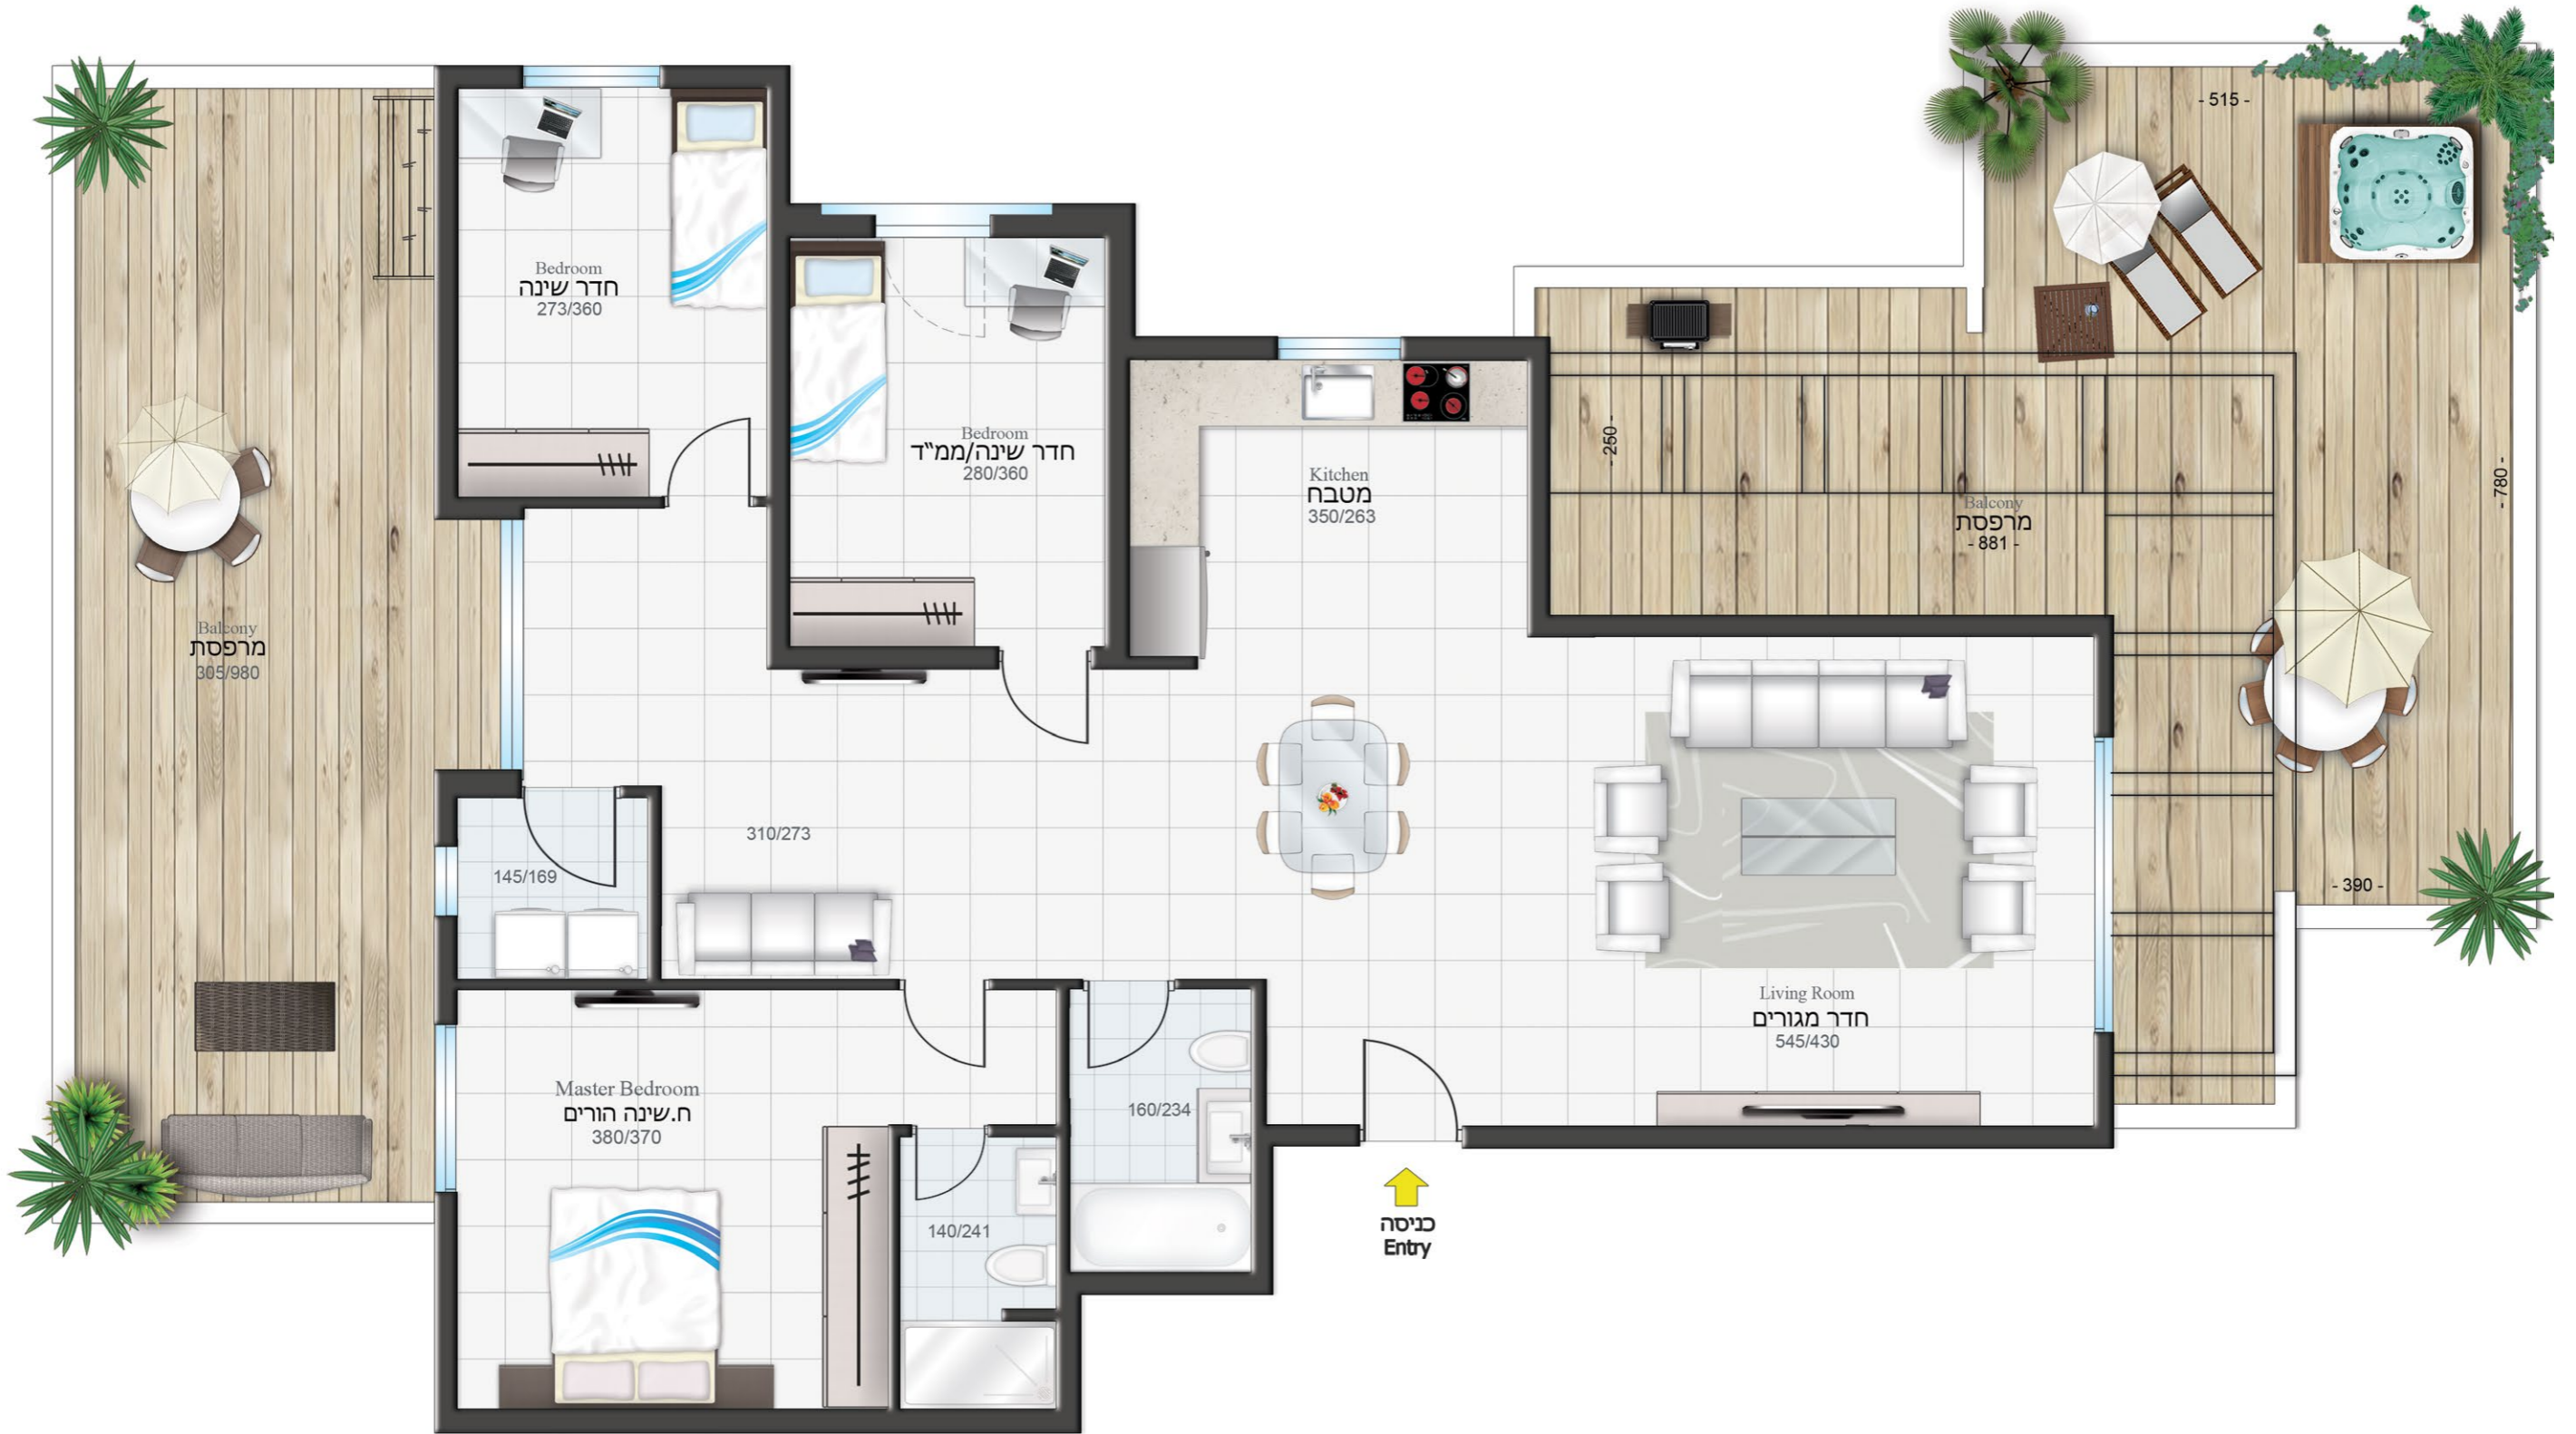 - 515 -
Bedroom
חדר שינה
273/360
Bedroom
חדר שינה/ממ"ד
280/360
Kitchen
מטבח
350/263
- 250 -
Balcony
מרפסת
- 881 -
- 780 -
Balcony
מרפסת
305/980
310/273
145/169
- 390 -
Living Room
חדר מגורים
545/430
Master Bedroom
ח.שינה הורים
380/370
160/234
140/241
כניסה
Entry